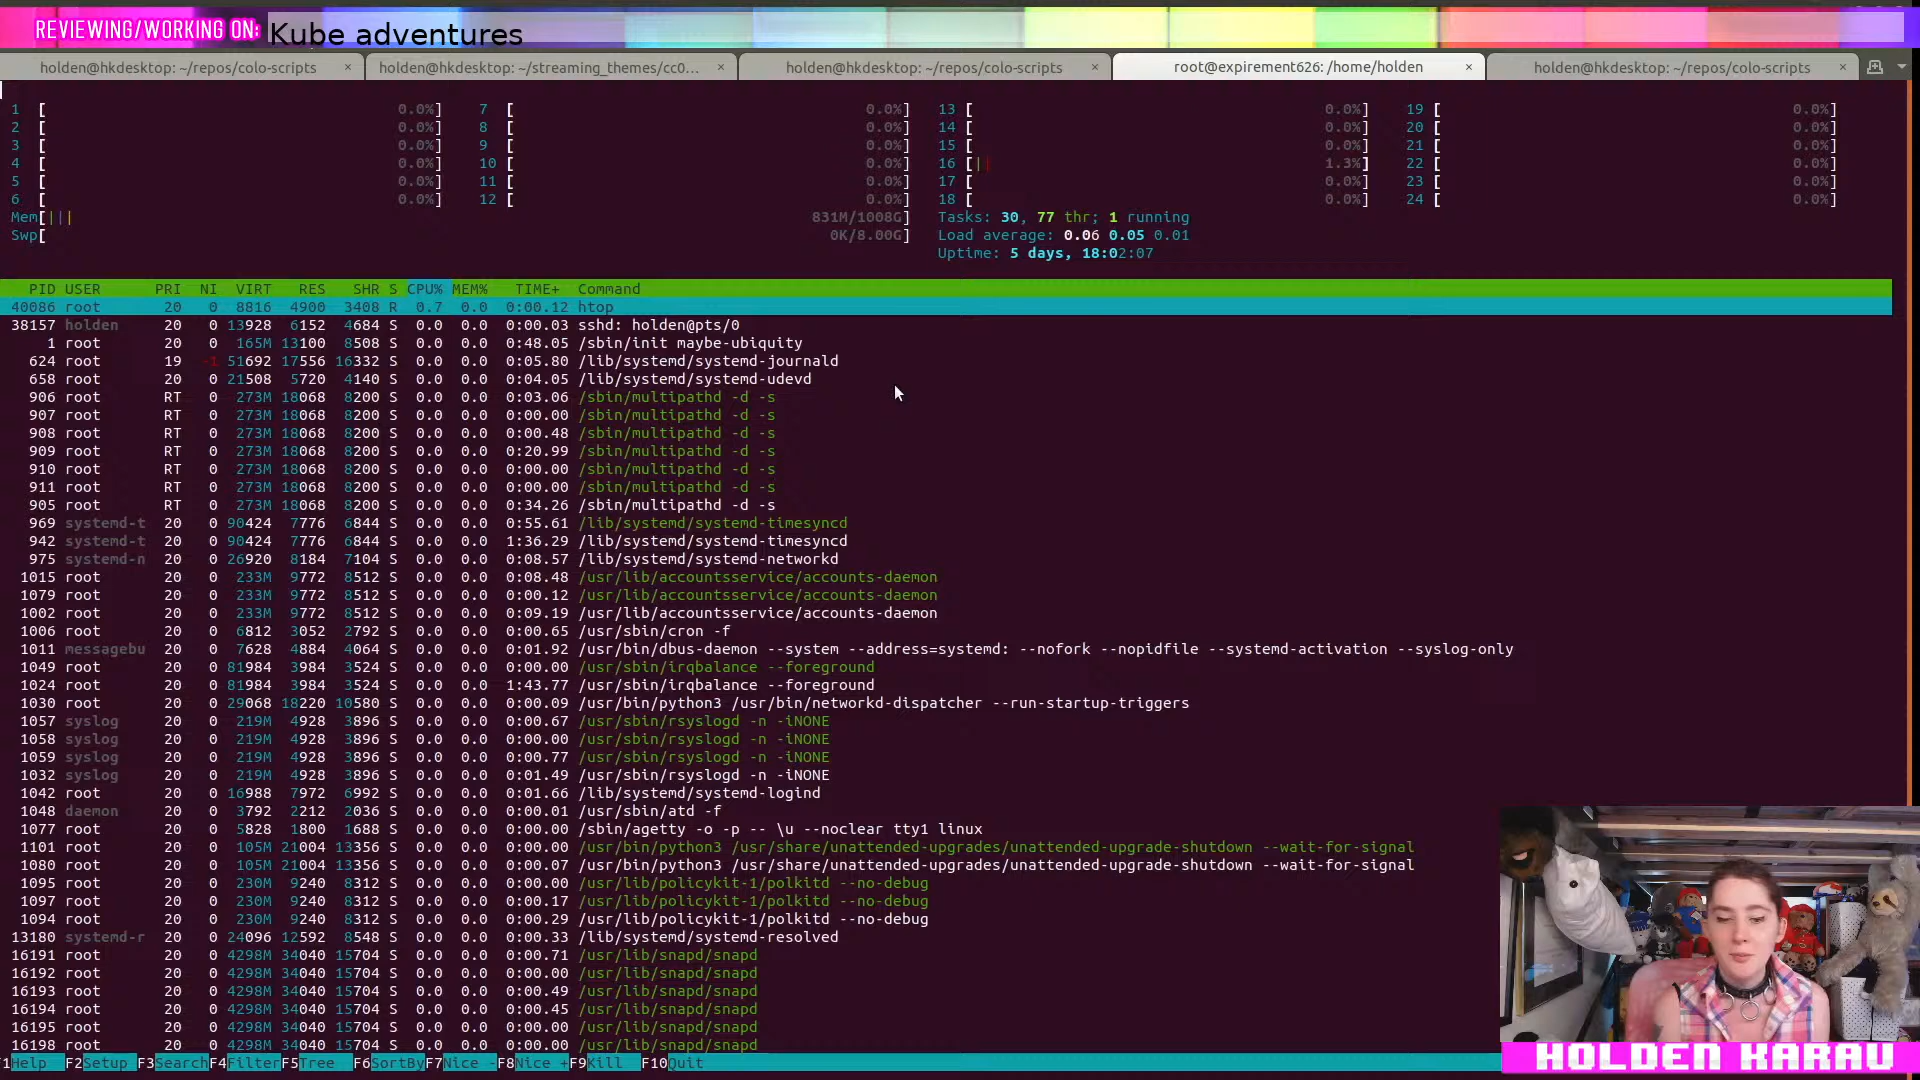 REVIEWING/WORKING ON: Kube adventures
holden@hkdesktop: ~/repos/colo-scripts × holden@hkdesktop: ~/streaming_themes/cc0... × holden@hkdesktop: ~/repos/colo-scripts × root@expirement626: /home/holden × holden@hkdesktop: ~/repos/colo-scripts ×
1 [ 0.0%] 7 [ 0.0%] 13 [ 0.0%] 19 [ 0.0%]
2 [ 0.0%] 8 [ 0.0%] 14 [ 0.0%] 20 [ 0.0%]
3 [ 0.0%] 9 [ 0.0%] 15 [ 0.0%] 21 [ 0.0%]
4 [ 0.0%] 10 [ 0.0%] 16 [|| 1.3%] 22 [ 0.0%]
5 [ 0.0%] 11 [ 0.0%] 17 [ 0.0%] 23 [ 0.0%]
6 [ 0.0%] 12 [ 0.0%] 18 [ 0.0%] 24 [ 0.0%]
Mem[||| 831M/1008G] Tasks: 30, 77 thr; 1 running
Swp[ 0K/8.00G] Load average: 0.06 0.05 0.01
Uptime: 5 days, 18:02:07
PID USER PRI NI VIRT RES SHR S CPU% MEM% TIME+ Command
40086 root 20 0 8816 4900 3408 R 0.7 0.0 0:00.12 htop
38157 holden 20 0 13928 6152 4684 S 0.0 0.0 0:00.03 sshd: holden@pts/0
1 root 20 0 165M 13100 8508 S 0.0 0.0 0:48.05 /sbin/init maybe-ubiquity
624 root 19 -1 51692 17556 16332 S 0.0 0.0 0:05.80 /lib/systemd/systemd-journald
658 root 20 0 21508 5720 4140 S 0.0 0.0 0:04.05 /lib/systemd/systemd-udevd
906 root RT 0 273M 18068 8200 S 0.0 0.0 0:03.06 /sbin/multipathd -d -s
907 root RT 0 273M 18068 8200 S 0.0 0.0 0:00.00 /sbin/multipathd -d -s
908 root RT 0 273M 18068 8200 S 0.0 0.0 0:00.48 /sbin/multipathd -d -s
909 root RT 0 273M 18068 8200 S 0.0 0.0 0:20.99 /sbin/multipathd -d -s
910 root RT 0 273M 18068 8200 S 0.0 0.0 0:00.00 /sbin/multipathd -d -s
911 root RT 0 273M 18068 8200 S 0.0 0.0 0:00.00 /sbin/multipathd -d -s
905 root RT 0 273M 18068 8200 S 0.0 0.0 0:34.26 /sbin/multipathd -d -s
969 systemd-t 20 0 90424 7776 6844 S 0.0 0.0 0:55.61 /lib/systemd/systemd-timesyncd
942 systemd-t 20 0 90424 7776 6844 S 0.0 0.0 1:36.29 /lib/systemd/systemd-timesyncd
975 systemd-n 20 0 26920 8184 7104 S 0.0 0.0 0:08.57 /lib/systemd/systemd-networkd
1015 root 20 0 233M 9772 8512 S 0.0 0.0 0:08.48 /usr/lib/accountsservice/accounts-daemon
1079 root 20 0 233M 9772 8512 S 0.0 0.0 0:00.12 /usr/lib/accountsservice/accounts-daemon
1002 root 20 0 233M 9772 8512 S 0.0 0.0 0:09.19 /usr/lib/accountsservice/accounts-daemon
1006 root 20 0 6812 3052 2792 S 0.0 0.0 0:00.65 /usr/sbin/cron -f
1011 messagebu 20 0 7628 4884 4064 S 0.0 0.0 0:01.92 /usr/bin/dbus-daemon --system --address=systemd: --nofork --nopidfile --systemd-activation --syslog-only
1049 root 20 0 81984 3984 3524 S 0.0 0.0 0:00.00 /usr/sbin/irqbalance --foreground
1024 root 20 0 81984 3984 3524 S 0.0 0.0 1:43.77 /usr/sbin/irqbalance --foreground
1030 root 20 0 29068 18220 10580 S 0.0 0.0 0:00.09 /usr/bin/python3 /usr/bin/networkd-dispatcher --run-startup-triggers
1057 syslog 20 0 219M 4928 3896 S 0.0 0.0 0:00.67 /usr/sbin/rsyslogd -n -iNONE
1058 syslog 20 0 219M 4928 3896 S 0.0 0.0 0:00.00 /usr/sbin/rsyslogd -n -iNONE
1059 syslog 20 0 219M 4928 3896 S 0.0 0.0 0:00.77 /usr/sbin/rsyslogd -n -iNONE
1032 syslog 20 0 219M 4928 3896 S 0.0 0.0 0:01.49 /usr/sbin/rsyslogd -n -iNONE
1042 root 20 0 16988 7972 6992 S 0.0 0.0 0:01.66 /lib/systemd/systemd-logind
1048 daemon 20 0 3792 2212 2036 S 0.0 0.0 0:00.01 /usr/sbin/atd -f
1077 root 20 0 5828 1800 1688 S 0.0 0.0 0:00.00 /sbin/agetty -o -p -- \u --noclear tty1 linux
1101 root 20 0 105M 21004 13356 S 0.0 0.0 0:00.00 /usr/bin/python3 /usr/share/unattended-upgrades/unattended-upgrade-shutdown --wait-for-signal
1080 root 20 0 105M 21004 13356 S 0.0 0.0 0:00.07 /usr/bin/python3 /usr/share/unattended-upgrades/unattended-upgrade-shutdown --wait-for-signal
1095 root 20 0 230M 9240 8312 S 0.0 0.0 0:00.00 /usr/lib/policykit-1/polkitd --no-debug
1097 root 20 0 230M 9240 8312 S 0.0 0.0 0:00.17 /usr/lib/policykit-1/polkitd --no-debug
1094 root 20 0 230M 9240 8312 S 0.0 0.0 0:00.29 /usr/lib/policykit-1/polkitd --no-debug
13180 systemd-r 20 0 24096 12592 8548 S 0.0 0.0 0:00.33 /lib/systemd/systemd-resolved
16191 root 20 0 4298M 34040 15704 S 0.0 0.0 0:00.71 /usr/lib/snapd/snapd
16192 root 20 0 4298M 34040 15704 S 0.0 0.0 0:00.00 /usr/lib/snapd/snapd
16193 root 20 0 4298M 34040 15704 S 0.0 0.0 0:00.49 /usr/lib/snapd/snapd
16194 root 20 0 4298M 34040 15704 S 0.0 0.0 0:00.45 /usr/lib/snapd/snapd
16195 root 20 0 4298M 34040 15704 S 0.0 0.0 0:00.00 /usr/lib/snapd/snapd
16198 root 20 0 4298M 34040 15704 S 0.0 0.0 0:00.00 /usr/lib/snapd/snapd
F1Help F2Setup F3SearchF4FilterF5Tree F6SortByF7Nice -F8Nice +F9Kill F10Quit
HOLDEN KARAU